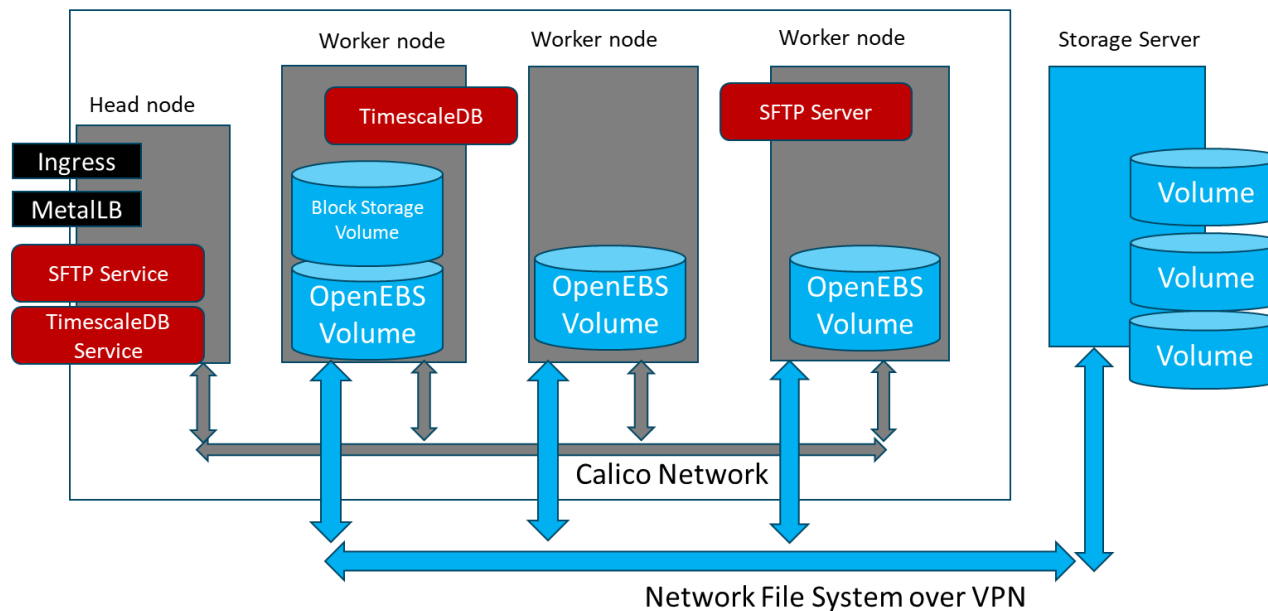 Worker node
Worker node
Worker node
Storage Server
Head node
TimescaleDB
SFTP Server
Ingress
MetalLB
SFTP Service
TimescaleDB
Service
Block Storage
Volume
OpenEBS
Volume
OpenEBS
Volume
OpenEBS
Volume
Volume
Volume
Volume
Calico Network
Network File System over VPN